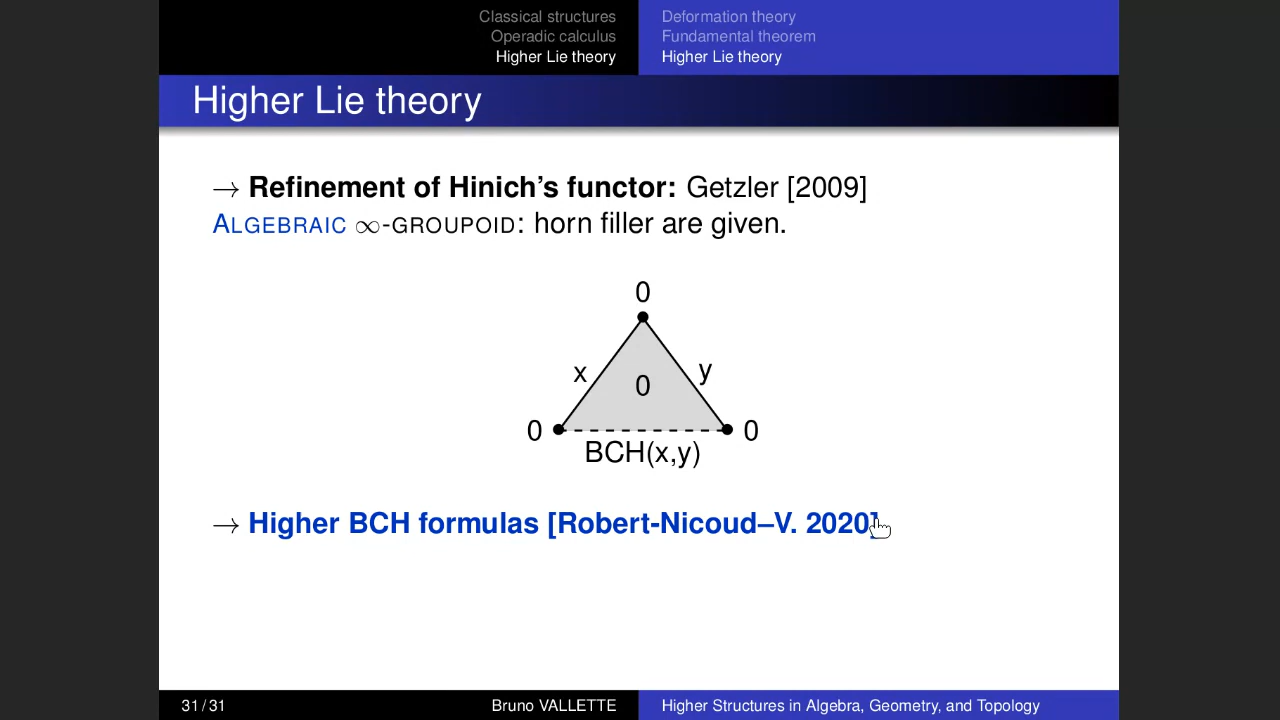 Classical structures
Operadic calculus
Higher Lie theory
Deformation theory
Fundamental theorem
Higher Lie theory
Higher Lie theory
→ Refinement of Hinich’s functor: Getzler [2009]
ALGEBRAIC ∞-GROUPOID: horn filler are given.
0
x
y
0
0
0
BCH(x,y)
→ Higher BCH formulas [Robert-Nicoud–V. 2020]
31 / 31
Bruno VALLETTE
Higher Structures in Algebra, Geometry, and Topology